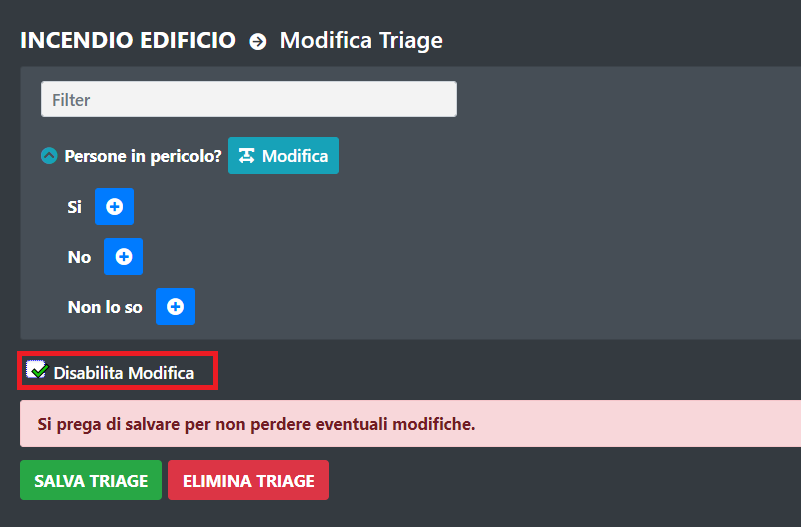 INCENDIO EDIFICIO Modifica Triage
Filter
Persone in pericolo? Modifica
Si
No
Non lo so
Disabilita Modifica
Si prega di salvare per non perdere eventuali modifiche.
SALVA TRIAGE ELIMINA TRIAGE